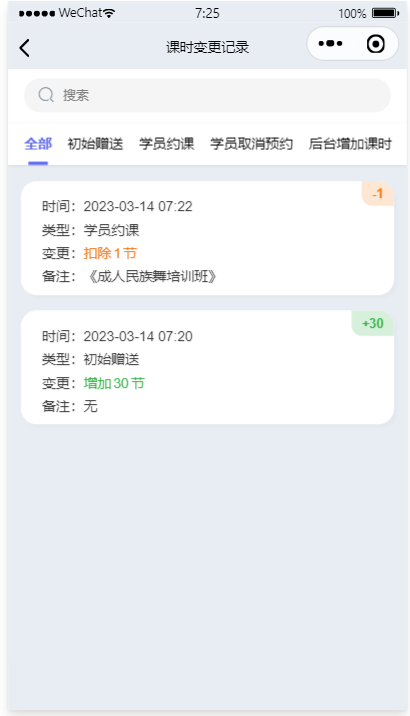 WeChat 7:25 100%
课时变更记录
搜索
全部 初始赠送 学员约课 学员取消预约 后台增加课时
-1
时间：2023-03-14 07:22
类型：学员约课
变更：扣除1节
备注：《成人民族舞培训班》
+30
时间：2023-03-14 07:20
类型：初始赠送
变更：增加30节
备注：无